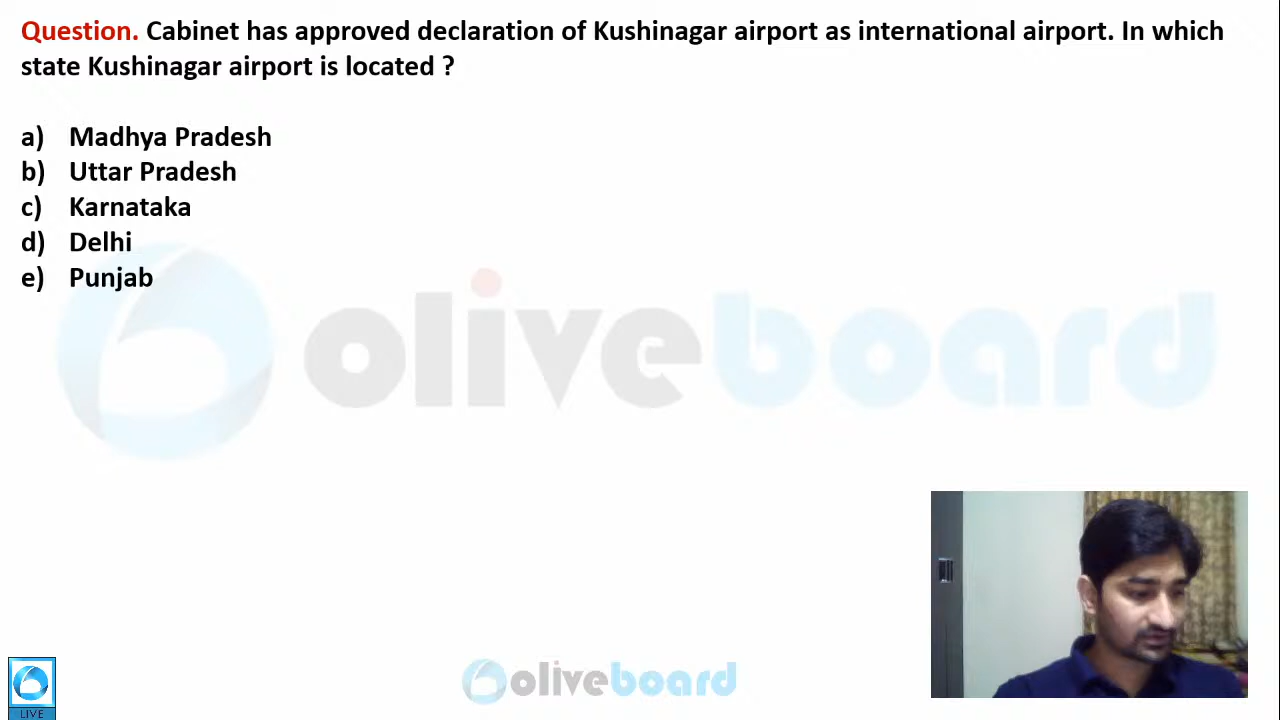 Question. Cabinet has approved declaration of Kushinagar airport as international airport. In which
state Kushinagar airport is located ?
a) Madhya Pradesh
b) Uttar Pradesh
c) Karnataka
d) Delhi
e) Punjab
oliveboard
oliveboard
LIVE